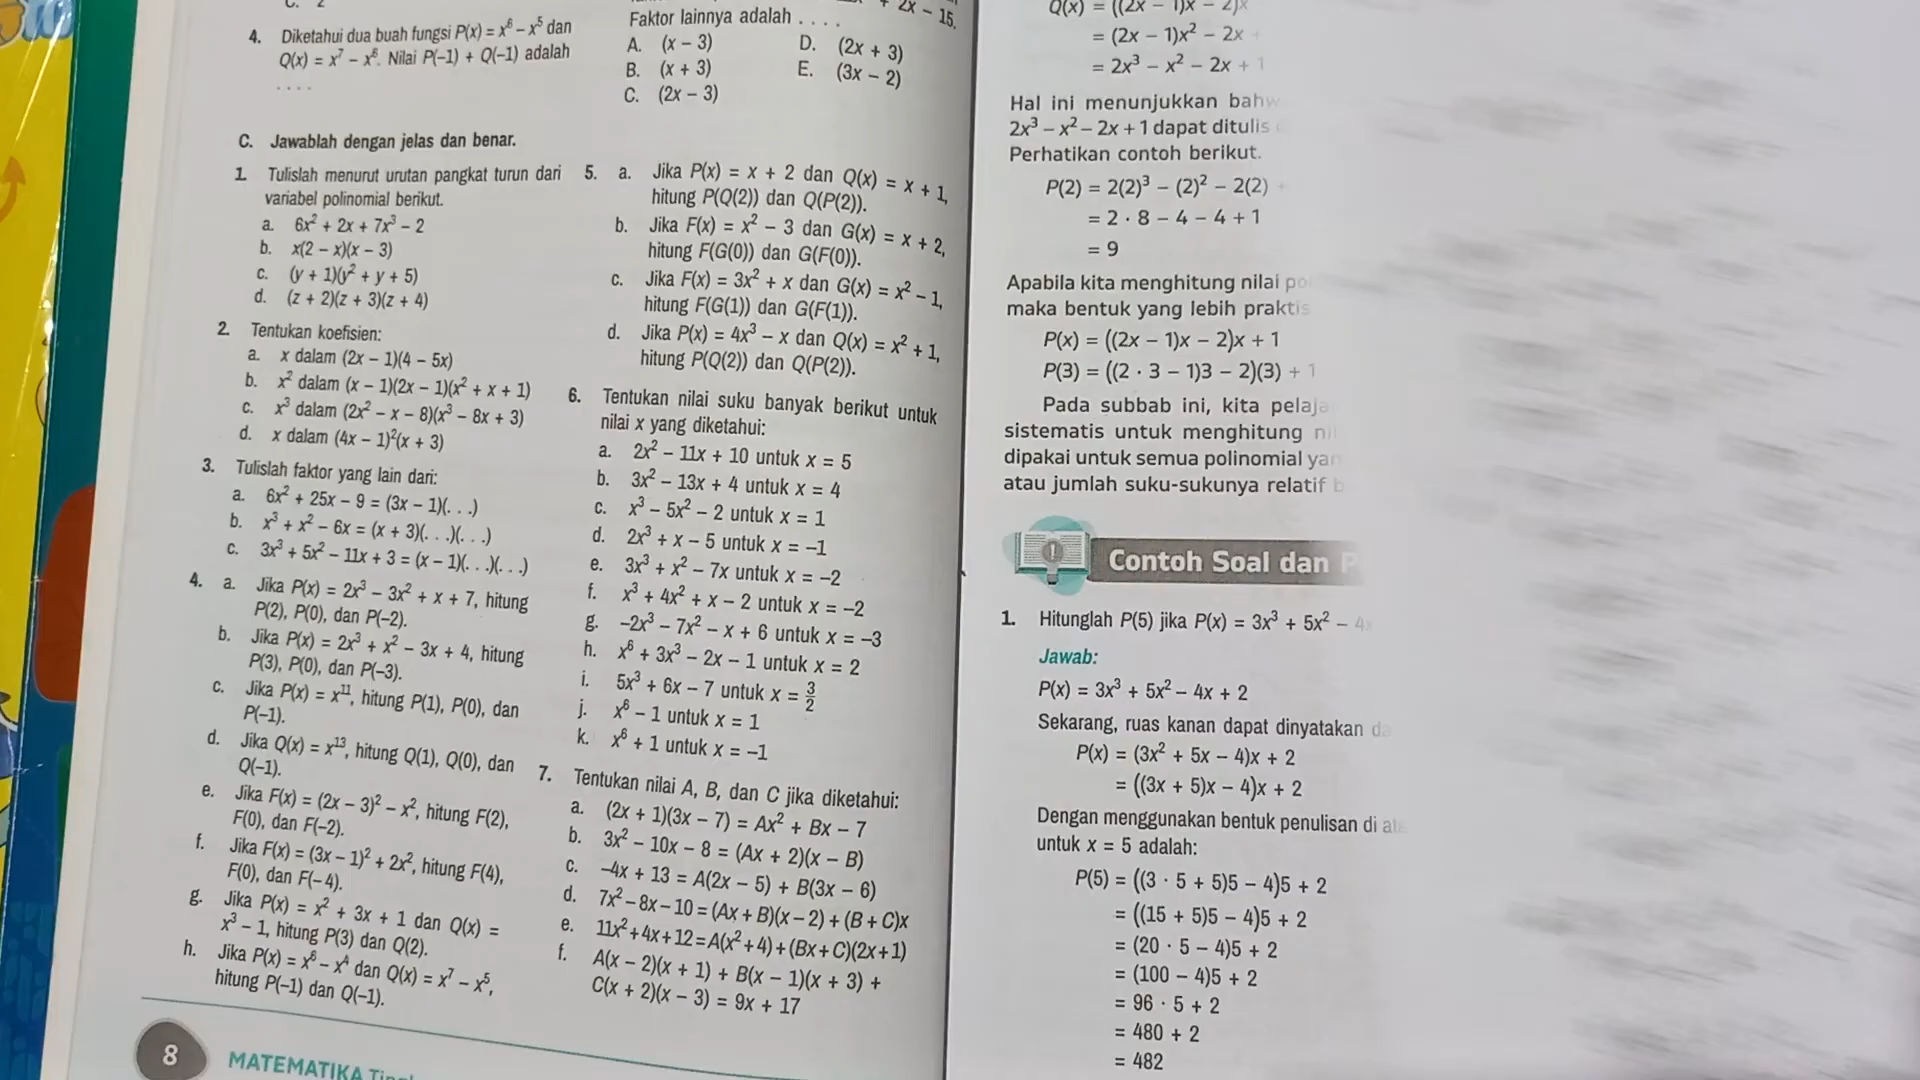 4. Diketahui dua buah fungsi P(x) = x⁶ – x⁵ dan
Q(x) = x⁷ – x⁶. Nilai P(–1) + Q(–1) adalah
. . . .
C. Jawablah dengan jelas dan benar.
1. Tulislah menurut urutan pangkat turun dari
variabel polinomial berikut.
a. 6x² + 2x + 7x³ – 2
b. x(2 – x)(x – 3)
c. (y + 1)(y² + y + 5)
d. (z + 2)(z + 3)(z + 4)
2. Tentukan koefisien:
a. x dalam (2x – 1)(4 – 5x)
b. x² dalam (x – 1)(2x – 1)(x² + x + 1)
c. x³ dalam (2x² – x – 8)(x³ – 8x + 3)
d. x dalam (4x – 1)²(x + 3)
3. Tulislah faktor yang lain dari:
a. 6x² + 25x – 9 = (3x – 1)(. . .)
b. x³ + x² – 6x = (x + 3)(. . .)(. . .)
c. 3x³ + 5x² – 11x + 3 = (x – 1)(. . .)(. . .)
4. a. Jika P(x) = 2x³ – 3x² + x + 7, hitung
P(2), P(0), dan P(–2).
b. Jika P(x) = 2x³ + x² – 3x + 4, hitung
P(3), P(0), dan P(–3).
c. Jika P(x) = x¹¹, hitung P(1), P(0), dan
P(–1).
d. Jika Q(x) = x¹³, hitung Q(1), Q(0), dan
Q(–1).
e. Jika F(x) = (2x – 3)² – x², hitung F(2),
F(0), dan F(–2).
f. Jika F(x) = (3x – 1)² + 2x², hitung F(4),
F(0), dan F(– 4).
g. Jika P(x) = x² + 3x + 1 dan Q(x) =
x³ – 1, hitung P(3) dan Q(2).
h. Jika P(x) = x⁶ – x⁴ dan Q(x) = x⁷ – x⁵,
hitung P(–1) dan Q(–1).
8 MATEMATIKA
+ 2x – 15.
Faktor lainnya adalah . . . .
A. (x – 3) D. (2x + 3)
B. (x + 3) E. (3x – 2)
C. (2x – 3)
5. a. Jika P(x) = x + 2 dan Q(x) = x + 1,
hitung P(Q(2)) dan Q(P(2)).
b. Jika F(x) = x² – 3 dan G(x) = x + 2,
hitung F(G(0)) dan G(F(0)).
c. Jika F(x) = 3x² + x dan G(x) = x² – 1,
hitung F(G(1)) dan G(F(1)).
d. Jika P(x) = 4x³ – x dan Q(x) = x² + 1,
hitung P(Q(2)) dan Q(P(2)).
6. Tentukan nilai suku banyak berikut untuk
nilai x yang diketahui:
a. 2x² – 11x + 10 untuk x = 5
b. 3x² – 13x + 4 untuk x = 4
c. x³ – 5x² – 2 untuk x = 1
d. 2x³ + x – 5 untuk x = –1
e. 3x³ + x² – 7x untuk x = –2
f. x³ + 4x² + x – 2 untuk x = –2
g. –2x³ – 7x² – x + 6 untuk x = –3
h. x⁶ + 3x³ – 2x – 1 untuk x = 2
i. 5x³ + 6x – 7 untuk x = 3/2
j. x⁶ – 1 untuk x = 1
k. x⁶ + 1 untuk x = –1
7. Tentukan nilai A, B, dan C jika diketahui:
a. (2x + 1)(3x – 7) = Ax² + Bx – 7
b. 3x² – 10x – 8 = (Ax + 2)(x – B)
c. –4x + 13 = A(2x – 5) + B(3x – 6)
d. 7x² – 8x – 10 = (Ax + B)(x – 2) + (B + C)x
e. 11x² + 4x + 12 = A(x² + 4) + (Bx + C)(2x + 1)
f. A(x – 2)(x + 1) + B(x – 1)(x + 3) +
C(x + 2)(x – 3) = 9x + 17
Q(x) = ((2x – 1)x – 2)x
= (2x – 1)x² – 2x +
= 2x³ – x² – 2x + 1
Hal ini menunjukkan bahw
2x³ – x² – 2x + 1 dapat ditulis
Perhatikan contoh berikut.
P(2) = 2(2)³ – (2)² – 2(2) +
= 2 · 8 – 4 – 4 + 1
= 9
Apabila kita menghitung nilai po
maka bentuk yang lebih praktis
P(x) = ((2x – 1)x – 2)x + 1
P(3) = ((2 · 3 – 1)3 – 2)(3) + 1
Pada subbab ini, kita pelaja
sistematis untuk menghitung ni
dipakai untuk semua polinomial yan
atau jumlah suku-sukunya relatif b
Contoh Soal dan P
1. Hitunglah P(5) jika P(x) = 3x³ + 5x² – 4x
Jawab:
P(x) = 3x³ + 5x² – 4x + 2
Sekarang, ruas kanan dapat dinyatakan da
P(x) = (3x² + 5x – 4)x + 2
= ((3x + 5)x – 4)x + 2
Dengan menggunakan bentuk penulisan di ata
untuk x = 5 adalah:
P(5) = ((3 · 5 + 5)5 – 4)5 + 2
= ((15 + 5)5 – 4)5 + 2
= (20 · 5 – 4)5 + 2
= (100 – 4)5 + 2
= 96 · 5 + 2
= 480 + 2
= 482